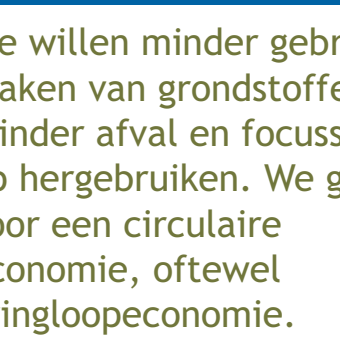 e willen minder gebr
aken van grondstoffe
inder afval en focuss
o hergebruiken. We g
oor een circulaire
conomie, oftewel
ingloopeconomie.